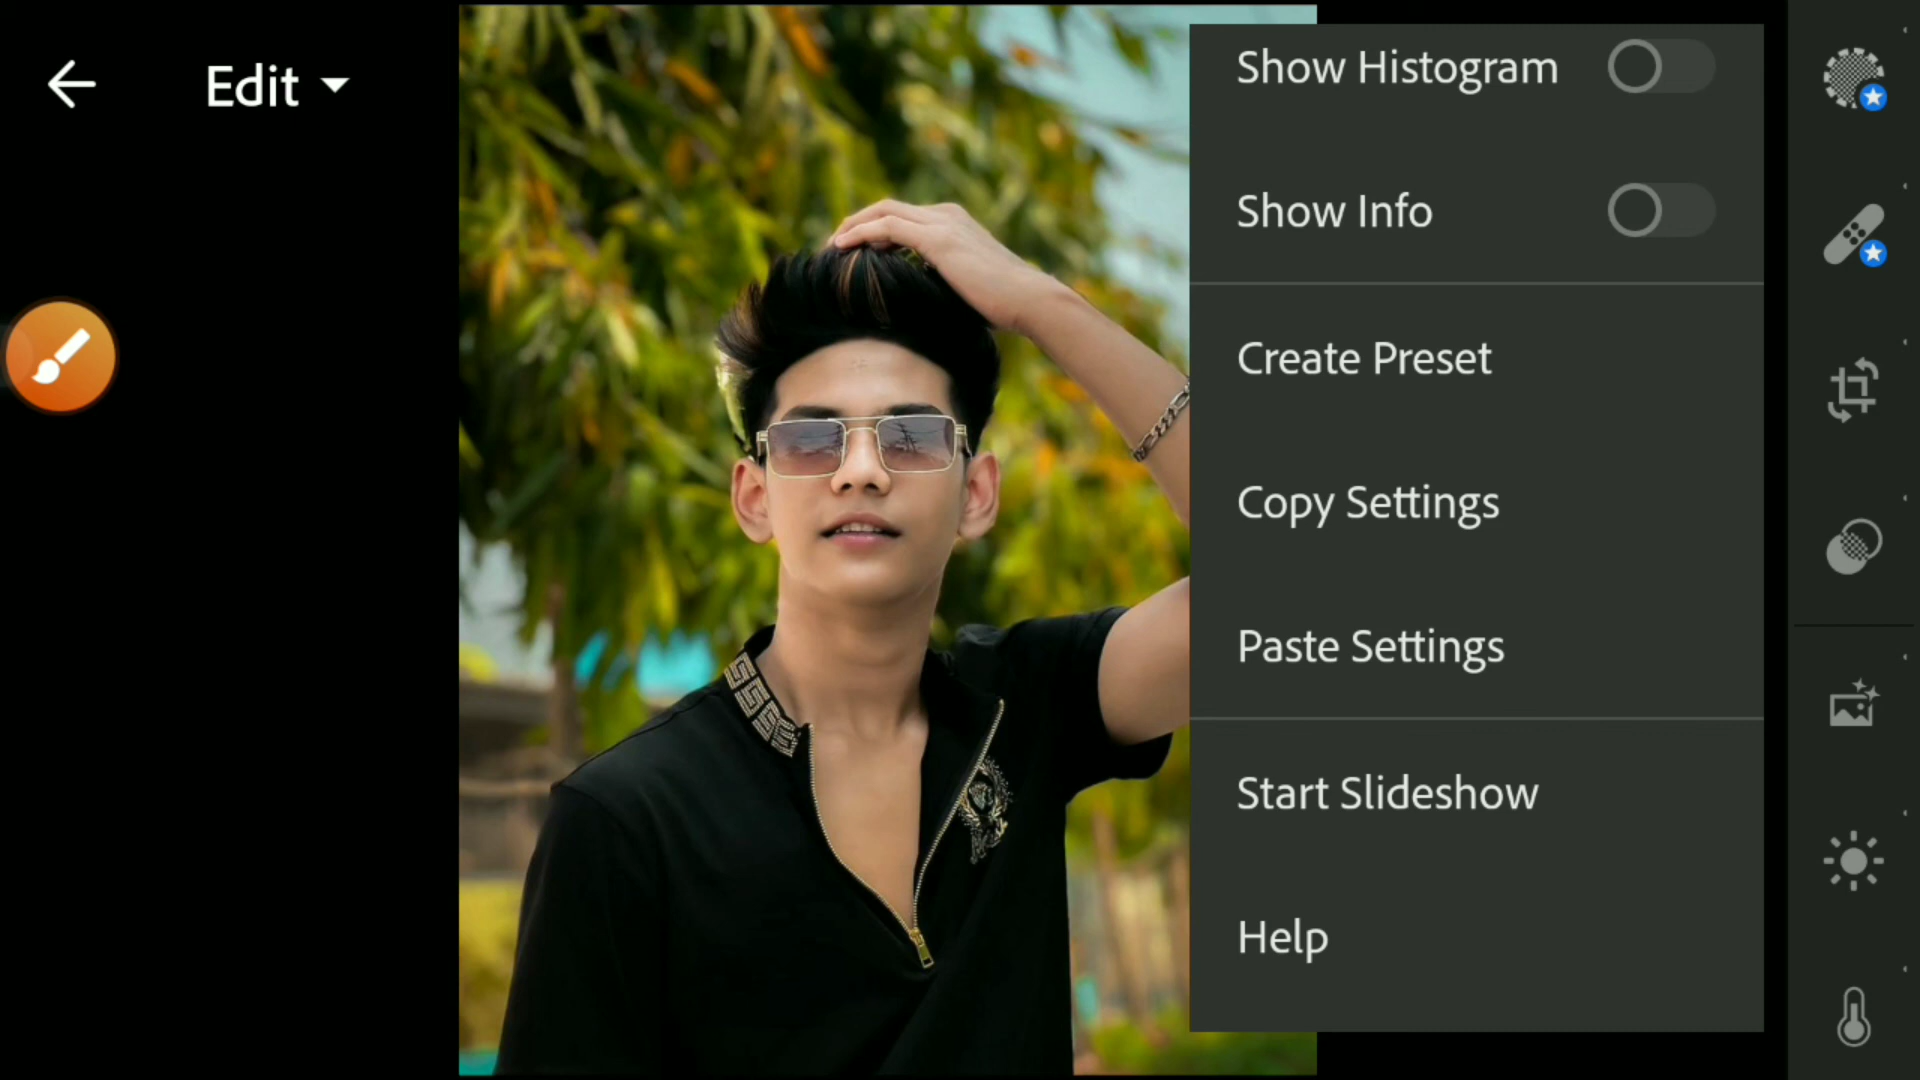 Edit
Show Histogram
Show Info
Create Preset
Copy Settings
Paste Settings
Start Slideshow
Help